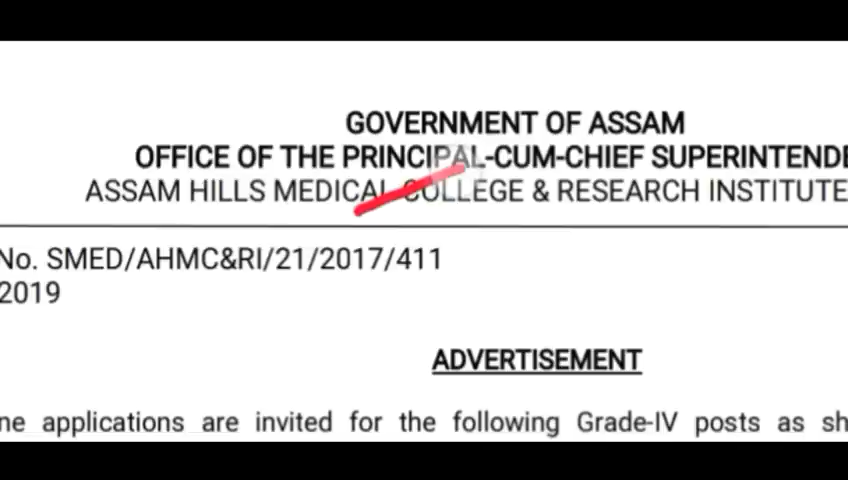 GOVERNMENT OF ASSAM
OFFICE OF THE PRINCIPAL-CUM-CHIEF SUPERINTENDE
ASSAM HILLS MEDICAL COLLEGE & RESEARCH INSTITUTE
No. SMED/AHMC&RI/21/2017/411
2019
ADVERTISEMENT
ne applications are invited for the following Grade-IV posts as sh